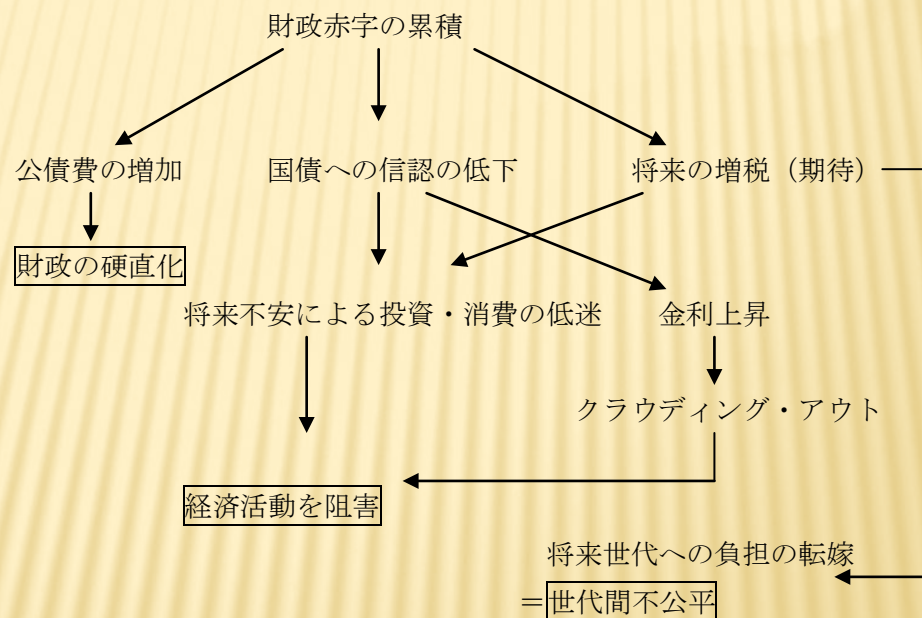 財政赤字の累積
公債費の増加
国債への信認の低下
将来の増税（期待）
財政の硬直化
将来不安による投資・消費の低迷
金利上昇
クラウディング・アウト
経済活動を阻害
将来世代への負担の転嫁
＝世代間不公平